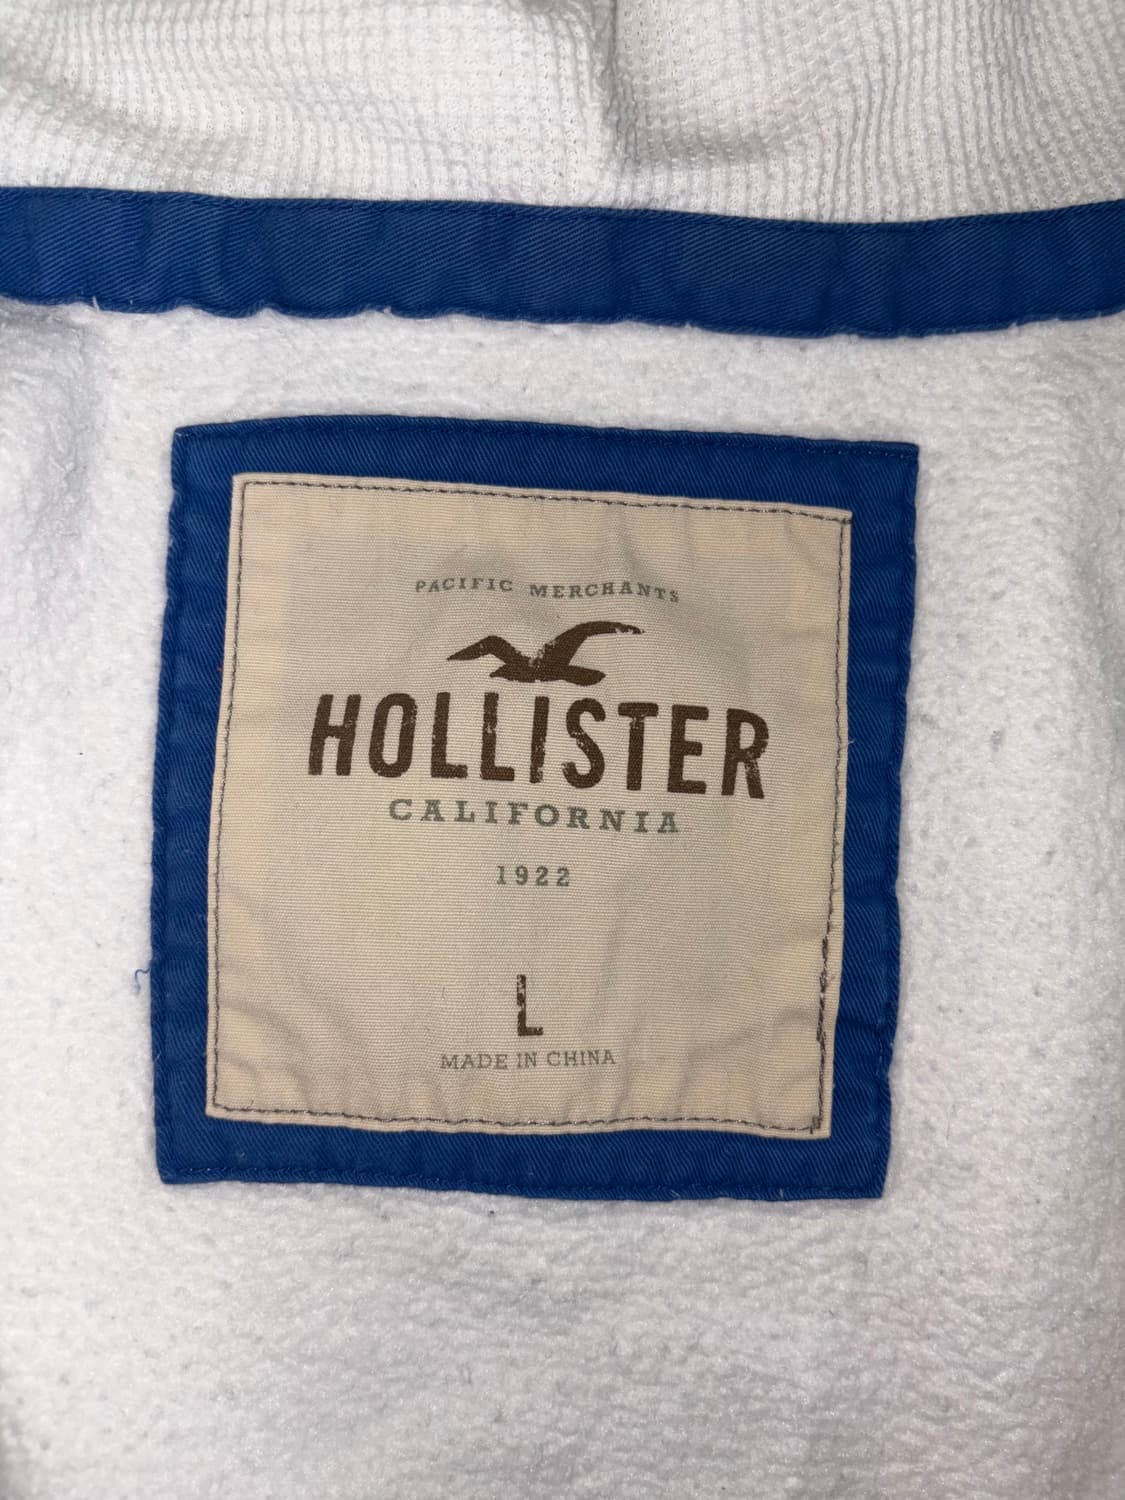 PACIFIC MERCHANTS
HOLLISTER
CALIFORNIA
1922
L
MADE IN CHINA